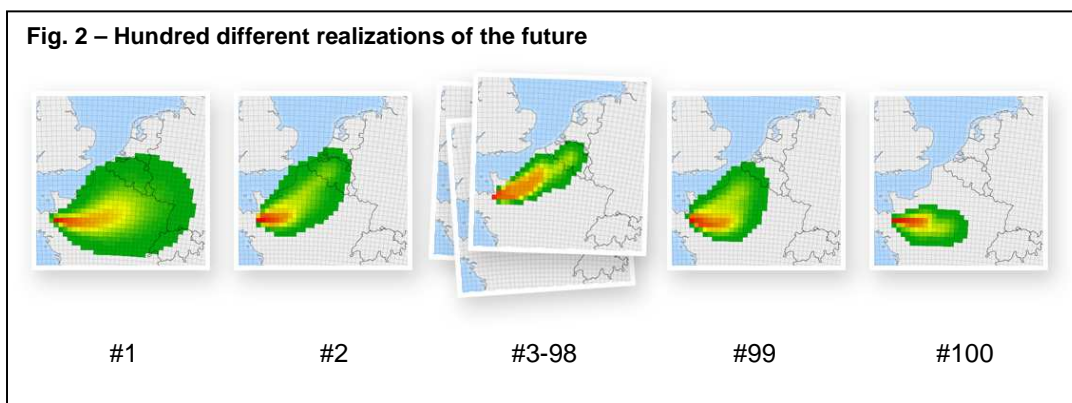 Fig. 2 – Hundred different realizations of the future
#1 #2 #3-98 #99 #100